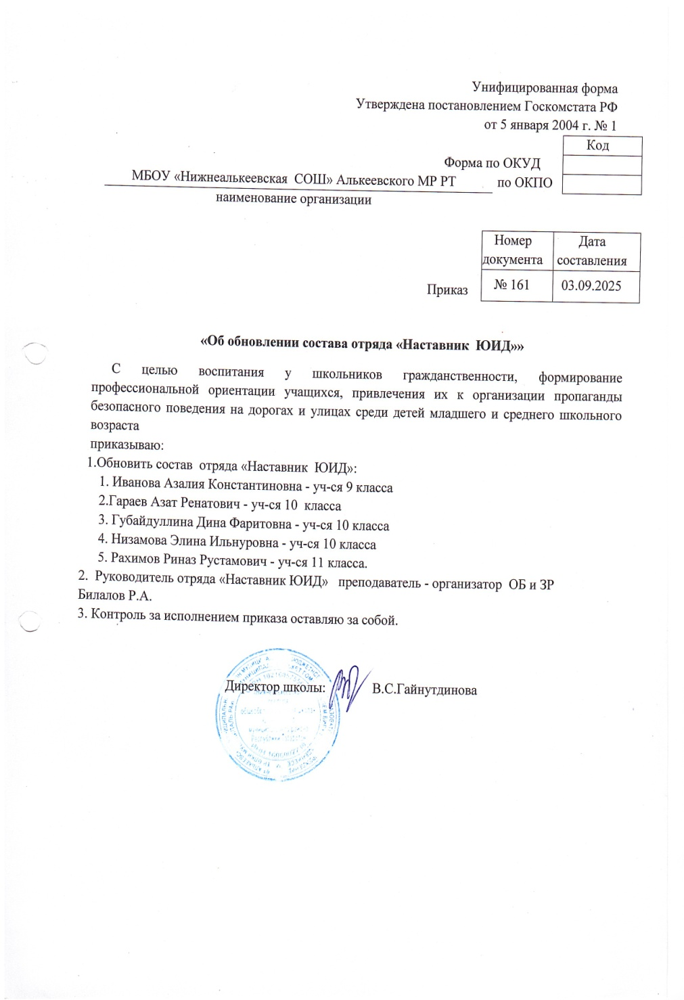 Унифицированная форма
Утверждена постановлением Госкомстата РФ
от 5 января 2004 г. № 1
Код
Форма по ОКУД
МБОУ «Нижнеалькеевская СОШ» Алькеевского МР РТ по ОКПО
наименование организации
Номер Дата
документа составления
Приказ № 161 03.09.2025
«Об обновлении состава отряда «Наставник ЮИД»»
С целью воспитания у школьников гражданственности, формирование
профессиональной ориентации учащихся, привлечения их к организации пропаганды
безопасного поведения на дорогах и улицах среди детей младшего и среднего школьного
возраста
приказываю:
1.Обновить состав отряда «Наставник ЮИД»:
1. Иванова Азалия Константиновна - уч-ся 9 класса
2.Гараев Азат Ренатович - уч-ся 10 класса
3. Губайдуллина Дина Фаритовна - уч-ся 10 класса
4. Низамова Элина Ильнуровна - уч-ся 10 класса
5. Рахимов Риназ Рустамович - уч-ся 11 класса.
2. Руководитель отряда «Наставник ЮИД» преподаватель - организатор ОБ и ЗР
Билалов Р.А.
3. Контроль за исполнением приказа оставляю за собой.
Директор школы: В.С.Гайнутдинова